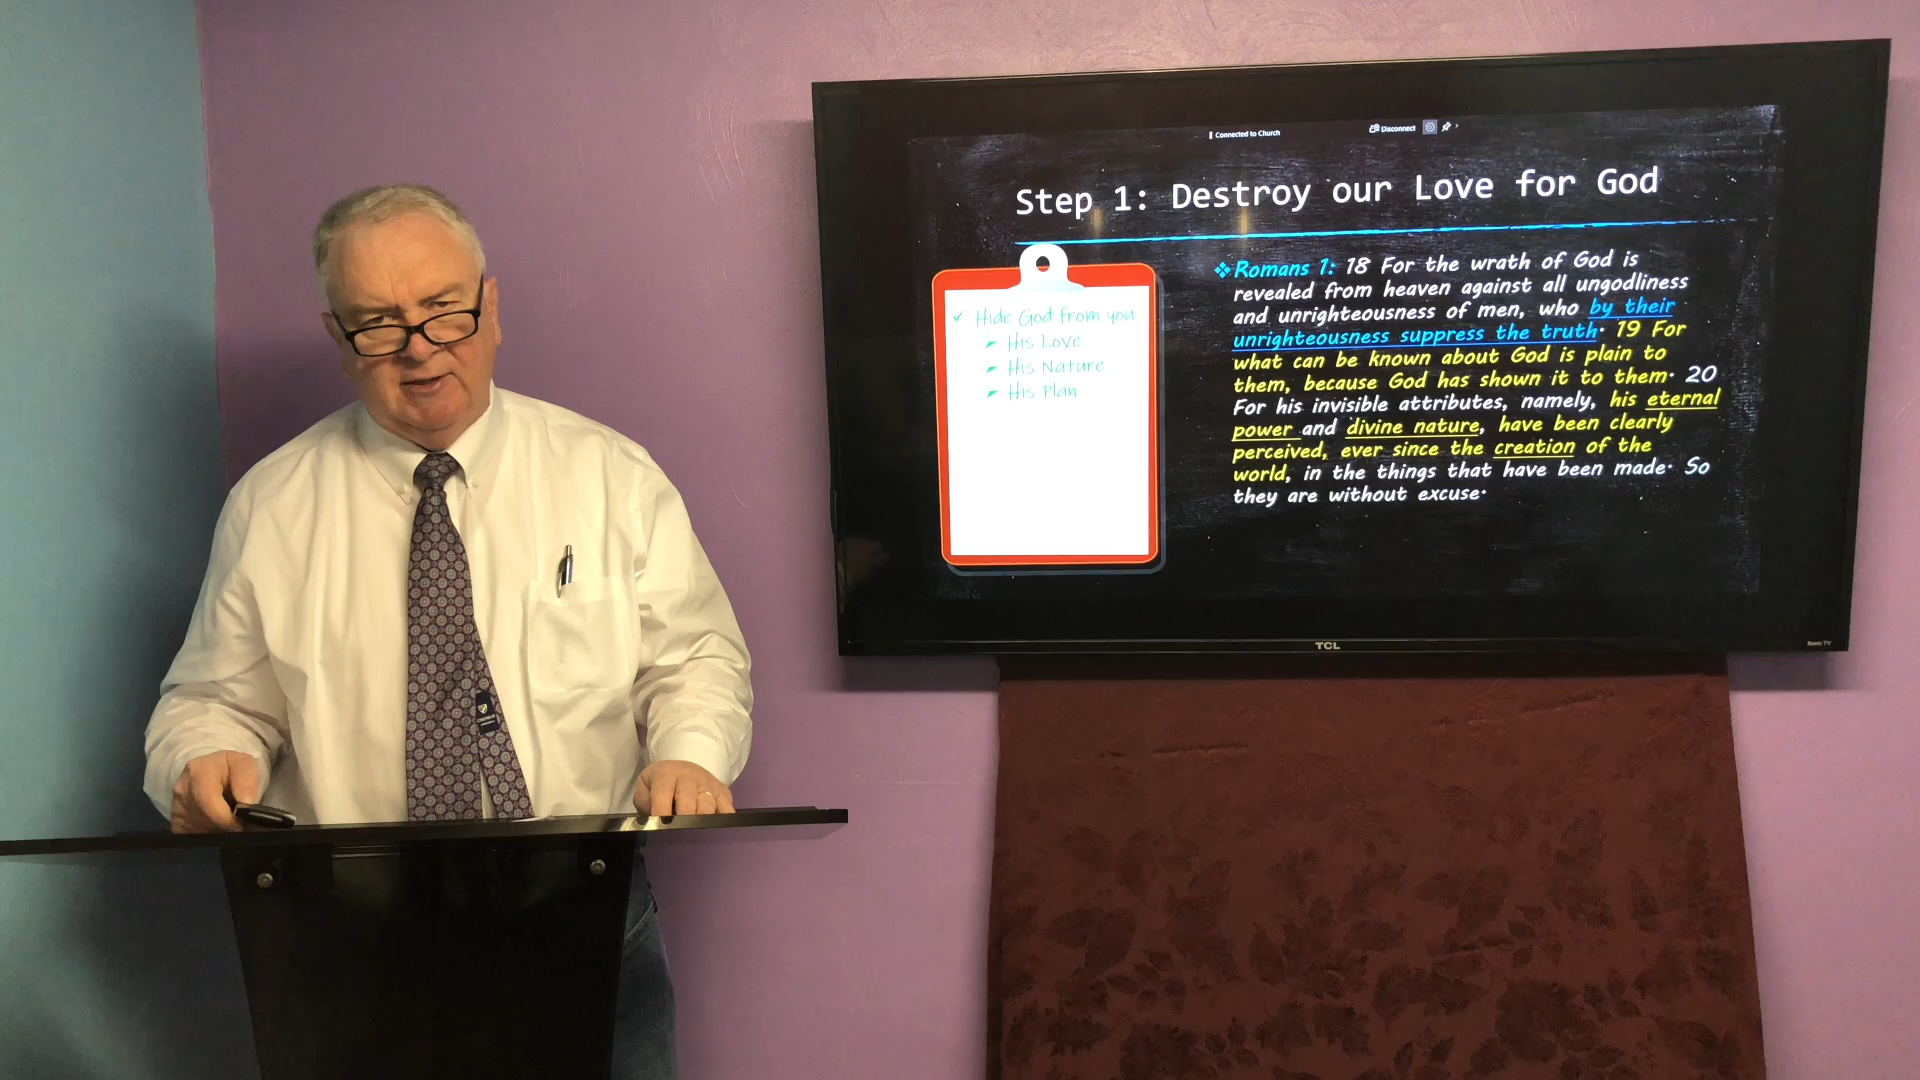 Connected to Church
Disconnect
Step 1: Destroy our Love for God
✓ Hide God from you
His Love
His Nature
His Plan
❖Romans 1: 18 For the wrath of God is
revealed from heaven against all ungodliness
and unrighteousness of men, who by their
unrighteousness suppress the truth. 19 For
what can be known about God is plain to
them, because God has shown it to them. 20
For his invisible attributes, namely, his eternal
power and divine nature, have been clearly
perceived, ever since the creation of the
world, in the things that have been made. So
they are without excuse.
TCL
Roku TV